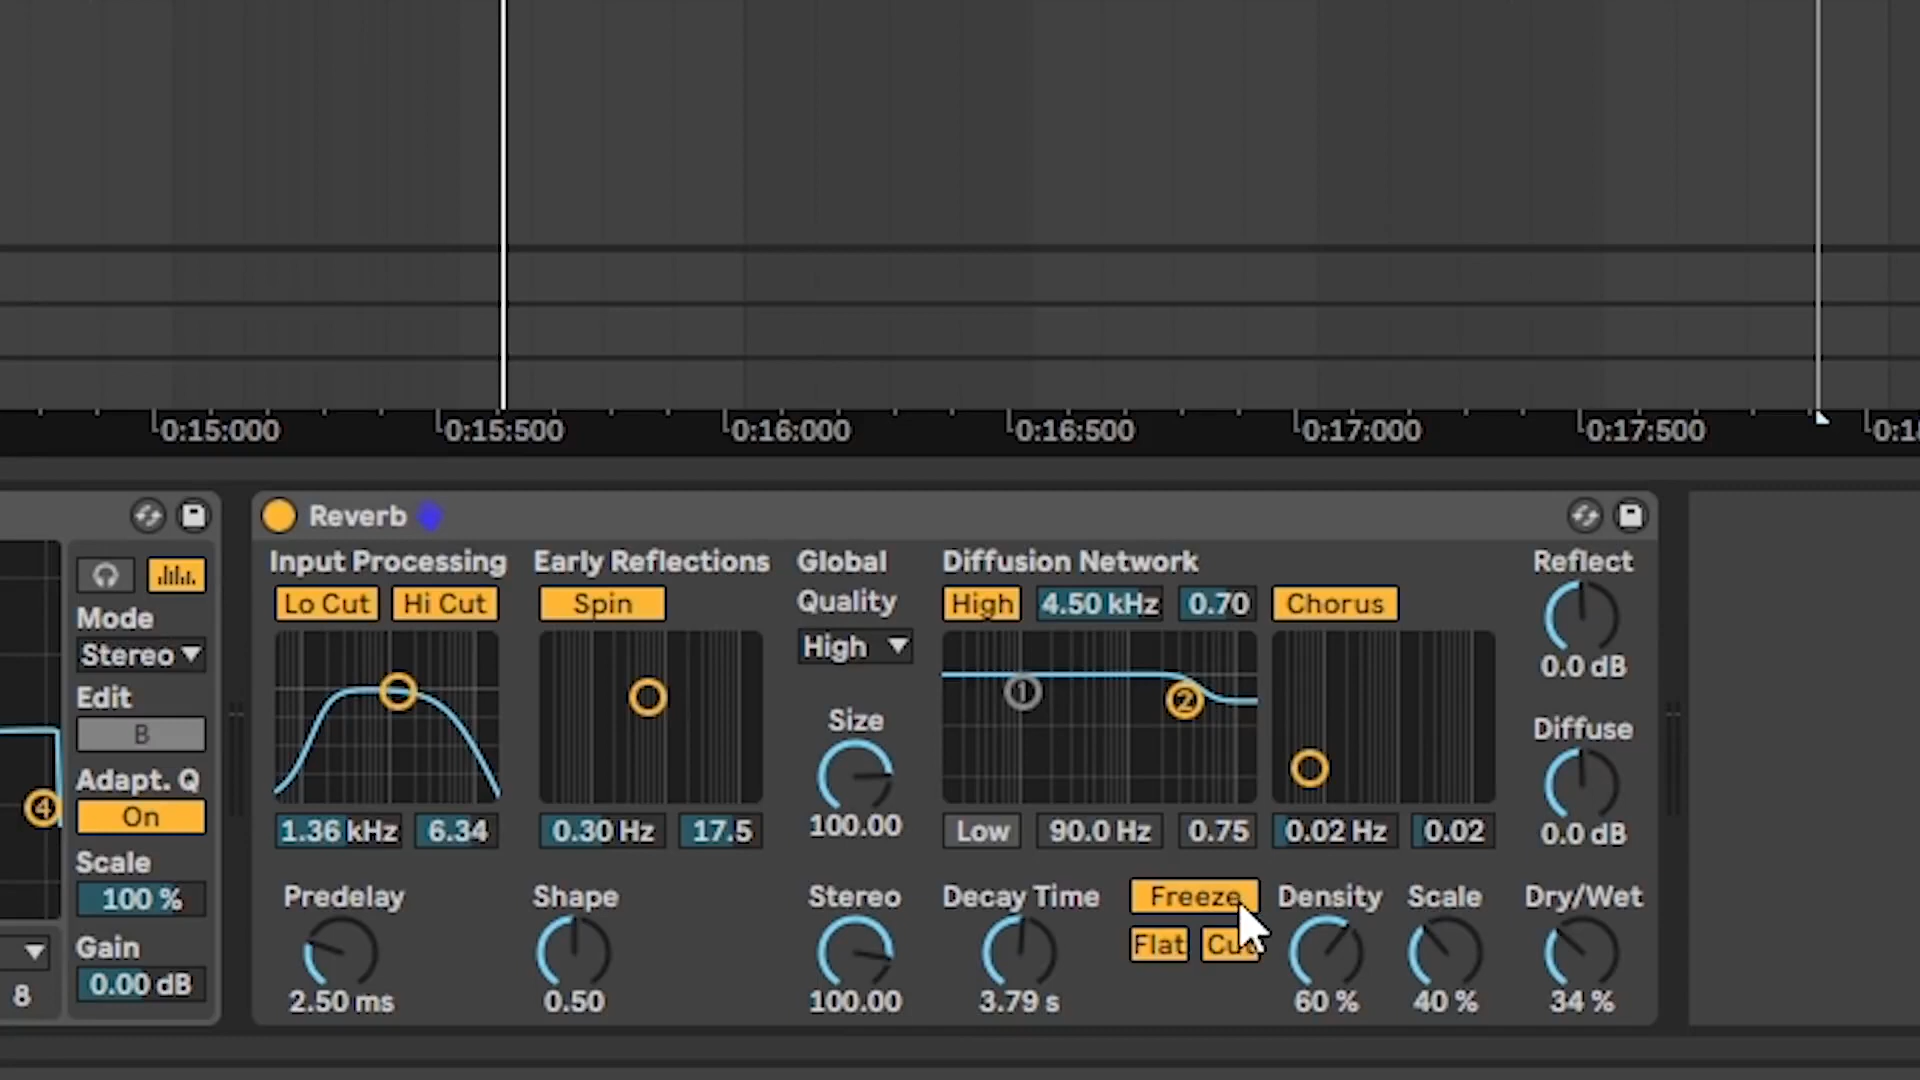 0:15:000 0:15:500 0:16:000 0:16:500 0:17:000 0:17:500
Reverb
Mode
Stereo
Edit
B
Adapt. Q
On
Scale
100 %
Gain
0.00 dB
4
8
Input Processing
Lo Cut Hi Cut
1.36 kHz 6.34
Predelay
2.50 ms
Early Reflections
Spin
0.30 Hz 17.5
Shape
0.50
Global
Quality
High
Size
100.00
Stereo
100.00
Diffusion Network
High 4.50 kHz 0.70 Chorus
1 2
Low 90.0 Hz 0.75 0.02 Hz 0.02
Decay Time
3.79 s
Freeze
Flat Cut
Density
60 %
Scale
40 %
Reflect
0.0 dB
Diffuse
0.0 dB
Dry/Wet
34 %